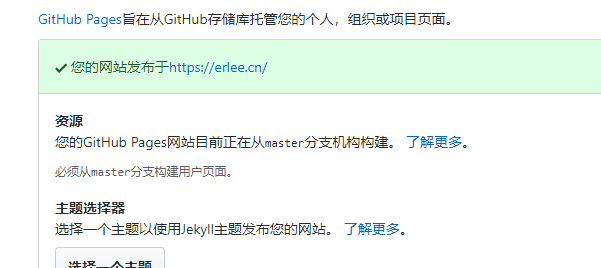 GitHub Pages旨在从GitHub存储库托管您的个人，组织或项目页面。
您的网站发布于https://erlee.cn/
资源
您的GitHub Pages网站目前正在从master分支机构构建。 了解更多。
必须从master分支构建用户页面。
主题选择器
选择一个主题以使用Jekyll主题发布您的网站。 了解更多。
选择一个主题